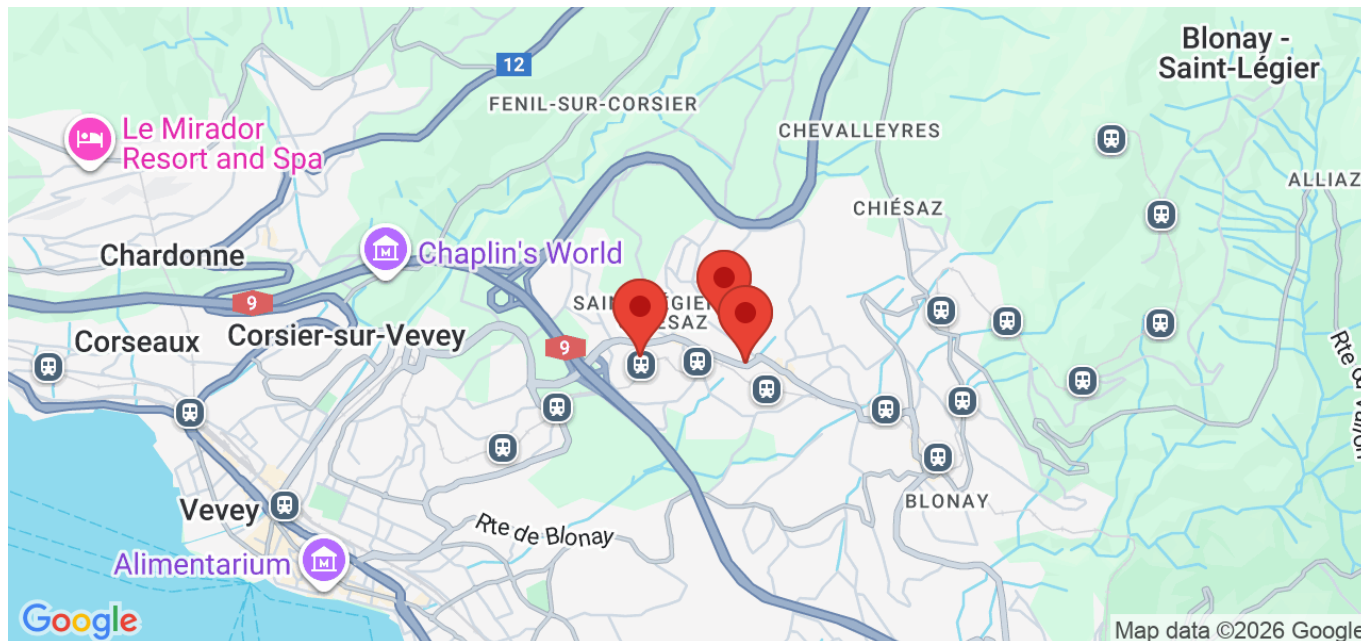 Blonay -
Saint-Légier
12
FENIL-SUR-CORSIER
Le Mirador
Resort and Spa
CHEVALLEYRES
ALLIAZ
CHIÉSAZ
Chardonne
Chaplin's World
9
Corseaux
Corsier-sur-Vevey
9
Vevey
Rte de Blonay
BLONAY
Alimentarium
Google
Map data ©2026 Google